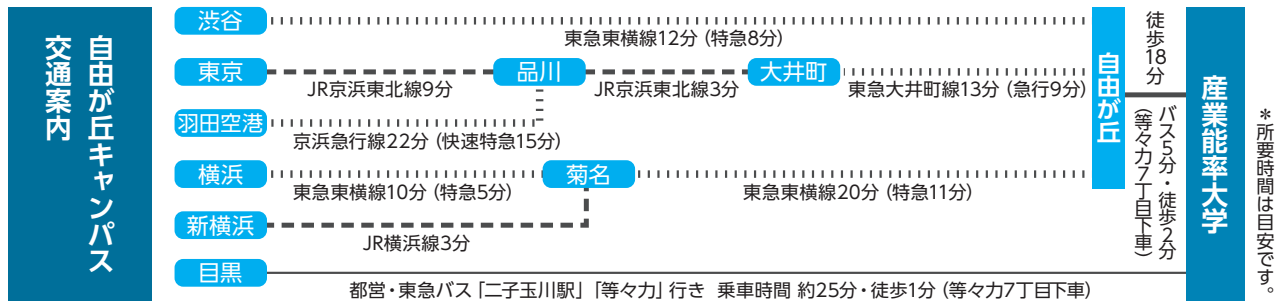 自由が丘キャンパス
交通案内
渋谷
東急東横線12分（特急8分）
東京
JR京浜東北線9分
品川
JR京浜東北線3分
大井町
東急大井町線13分（急行9分）
羽田空港
京浜急行線22分（快速特急15分）
横浜
東急東横線10分（特急5分）
菊名
東急東横線20分（特急11分）
新横浜
JR横浜線3分
目黒
都営・東急バス「二子玉川駅」「等々力」行き 乗車時間 約25分・徒歩1分（等々力7丁目下車）
自由が丘
徒歩18分
バス5分・徒歩2分
（等々力7丁目下車）
産業能率大学
＊所要時間は目安です。